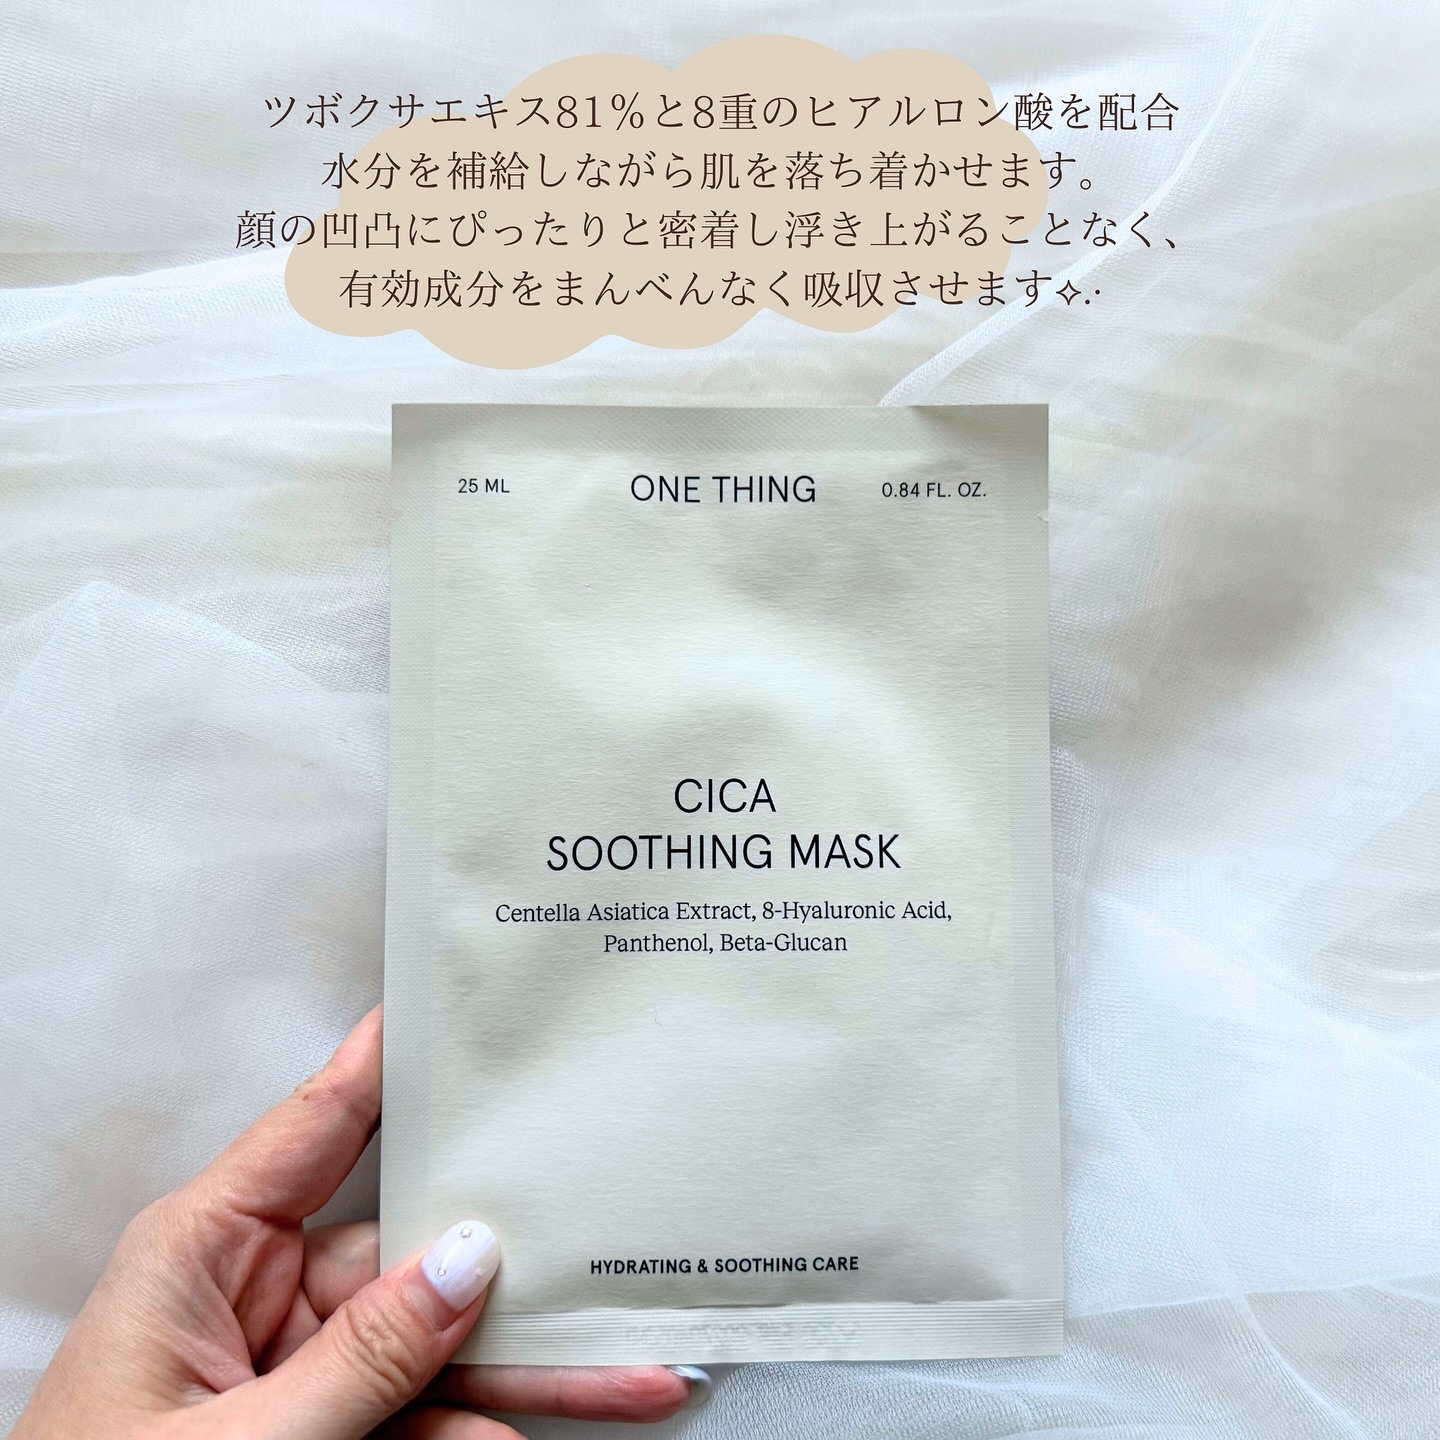 ツボクサエキス81％と8重のヒアルロン酸を配合
水分を補給しながら肌を落ち着かせます。
顔の凹凸にぴったりと密着し浮き上がることなく、
有効成分をまんべんなく吸収させます✧.·
25 ML ONE THING 0.84 FL. OZ.
CICA
SOOTHING MASK
Centella Asiatica Extract, 8-Hyaluronic Acid,
Panthenol, Beta-Glucan
HYDRATING & SOOTHING CARE